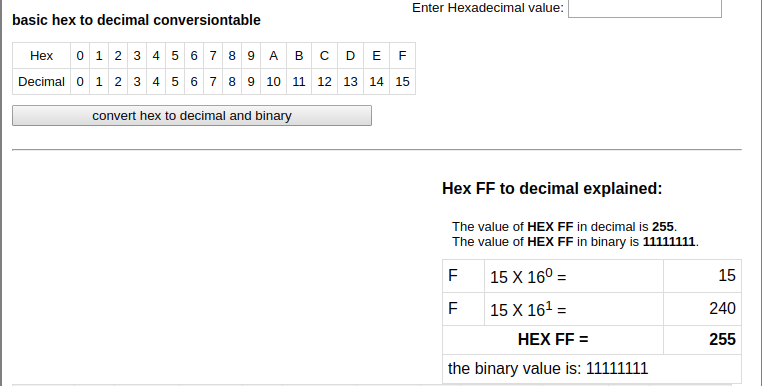 Enter Hexadecimal value:
basic hex to decimal conversiontable
Hex 0 1 2 3 4 5 6 7 8 9 A B C D E F
Decimal 0 1 2 3 4 5 6 7 8 9 10 11 12 13 14 15
convert hex to decimal and binary
Hex FF to decimal explained:
The value of HEX FF in decimal is 255.
The value of HEX FF in binary is 11111111.
F 15 X 16⁰ = 15
F 15 X 16¹ = 240
HEX FF = 255
the binary value is: 11111111